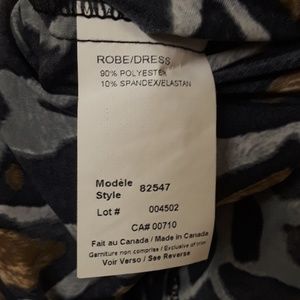 ROBE/DRESS
90% POLYESTER
10% SPANDEX/ELASTAN
Modèle
Style 82547
Lot # 004502
CA# 00710
Fait au Canada / Made in Canada
Garniture non comprise / Exclusive of trim
Voir Verso / See Reverse